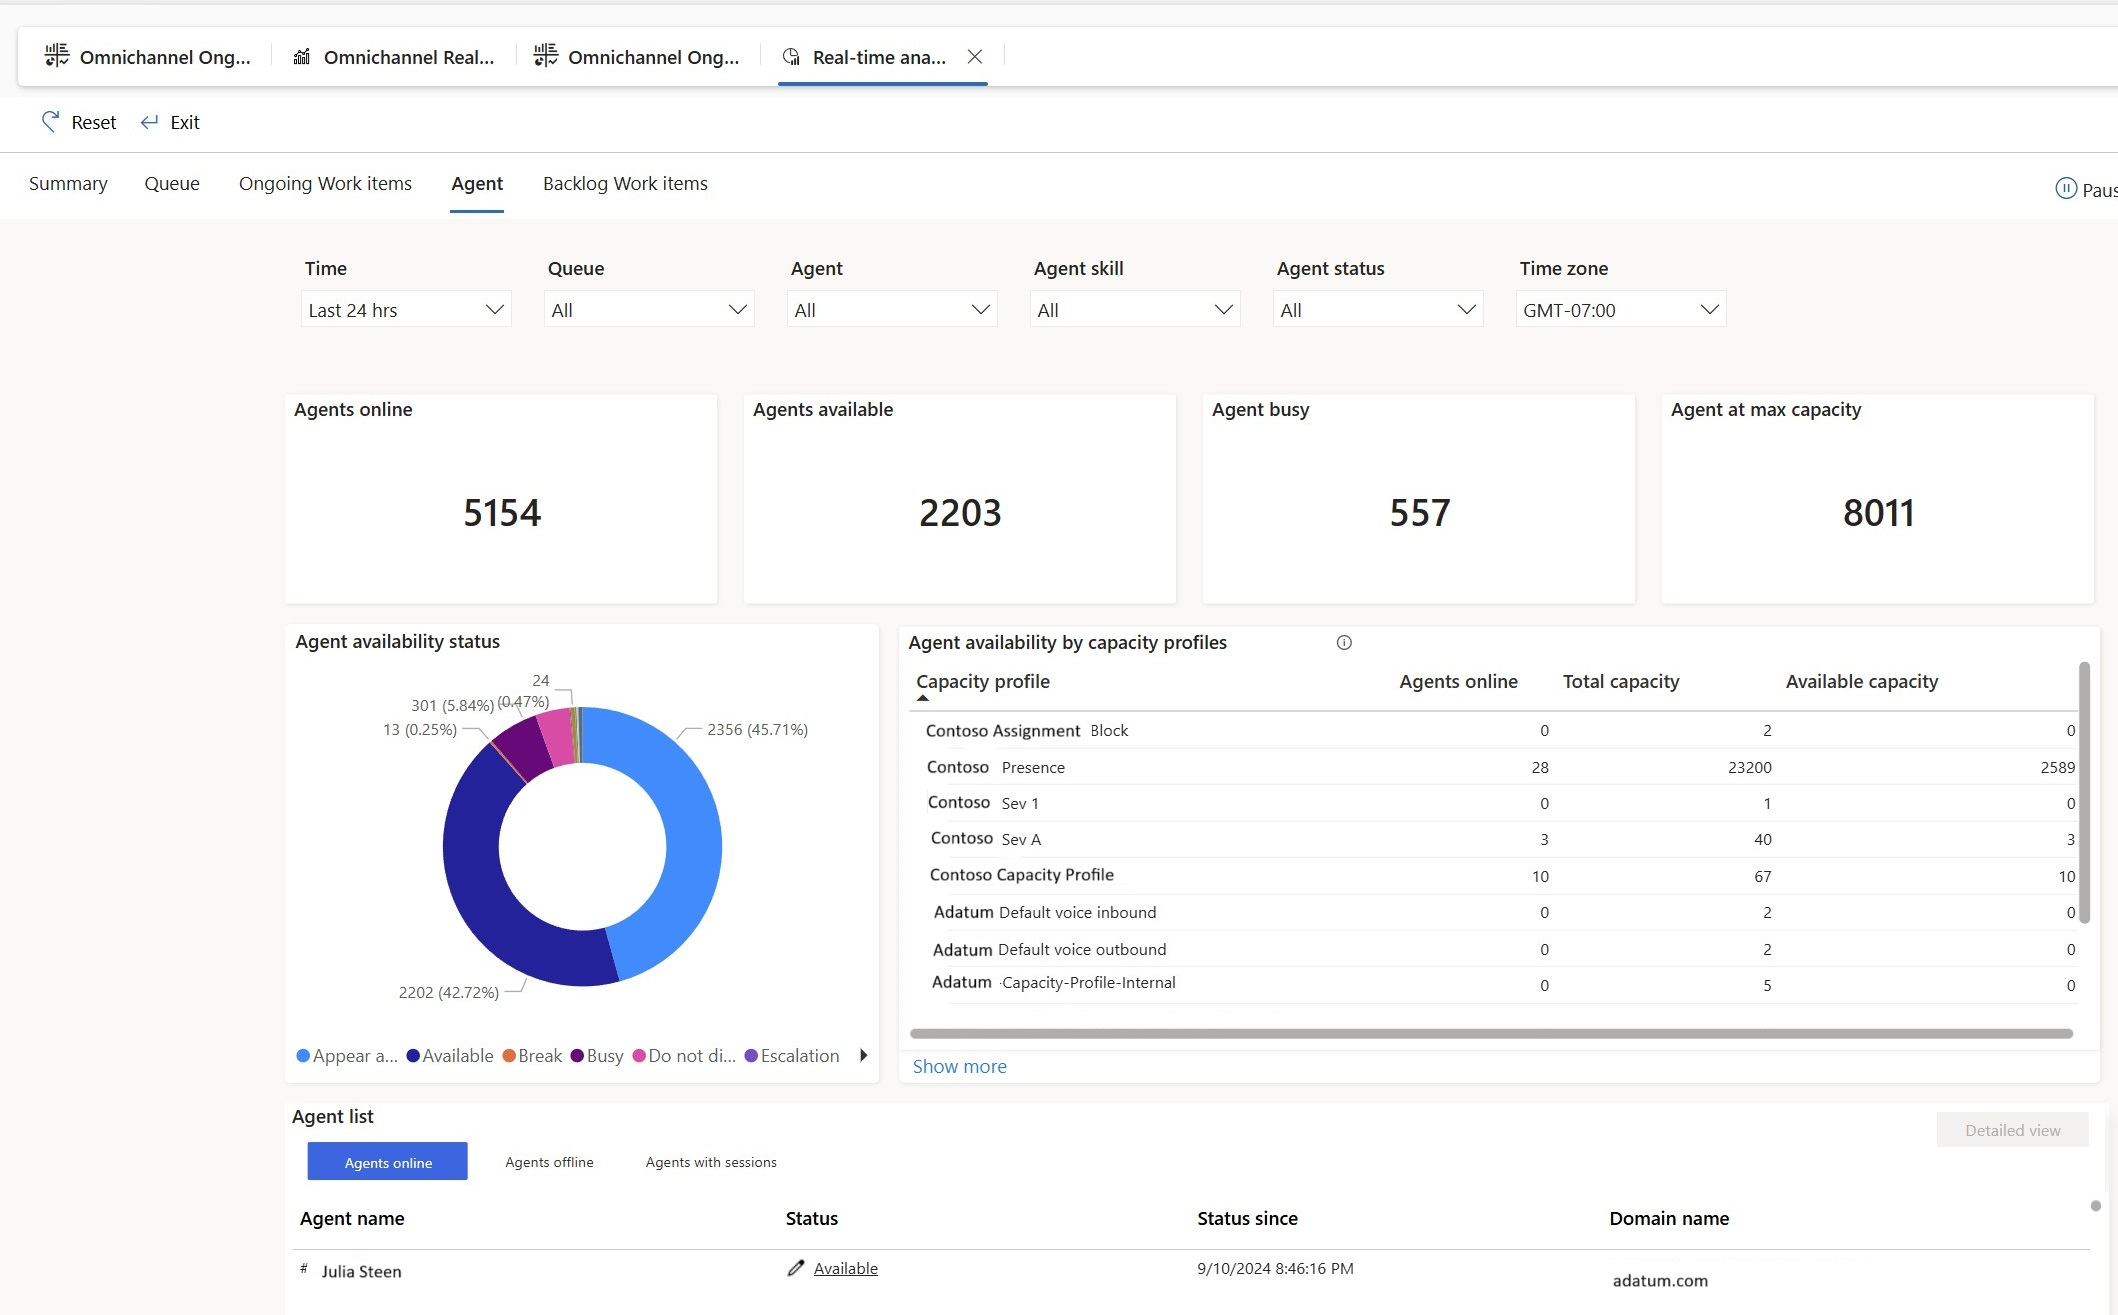 Omnichannel Ong...
Omnichannel Real...
Omnichannel Ong...
Real-time ana...
Reset
Exit
Summary
Queue
Ongoing Work items
Agent
Backlog Work items
Paus
Time
Queue
Agent
Agent skill
Agent status
Time zone
Last 24 hrs
All
All
All
All
GMT-07:00
Agents online
Agents available
Agent busy
Agent at max capacity
5154
2203
557
8011
Agent availability status
24
(0.47%)
301 (5.84%)
13 (0.25%)
2356 (45.71%)
2202 (42.72%)
Appear a... Available Break Busy Do not di... Escalation
Agent availability by capacity profiles
Capacity profile Agents online Total capacity Available capacity
Contoso Assignment Block 0 2 0
Contoso Presence 28 23200 2589
Contoso Sev 1 0 1 0
Contoso Sev A 3 40 3
Contoso Capacity Profile 10 67 10
Adatum Default voice inbound 0 2 0
Adatum Default voice outbound 0 2 0
Adatum -Capacity-Profile-Internal 0 5 0
Show more
Agent list
Detailed view
Agents online
Agents offline
Agents with sessions
Agent name Status Status since Domain name
# Julia Steen Available 9/10/2024 8:46:16 PM adatum.com